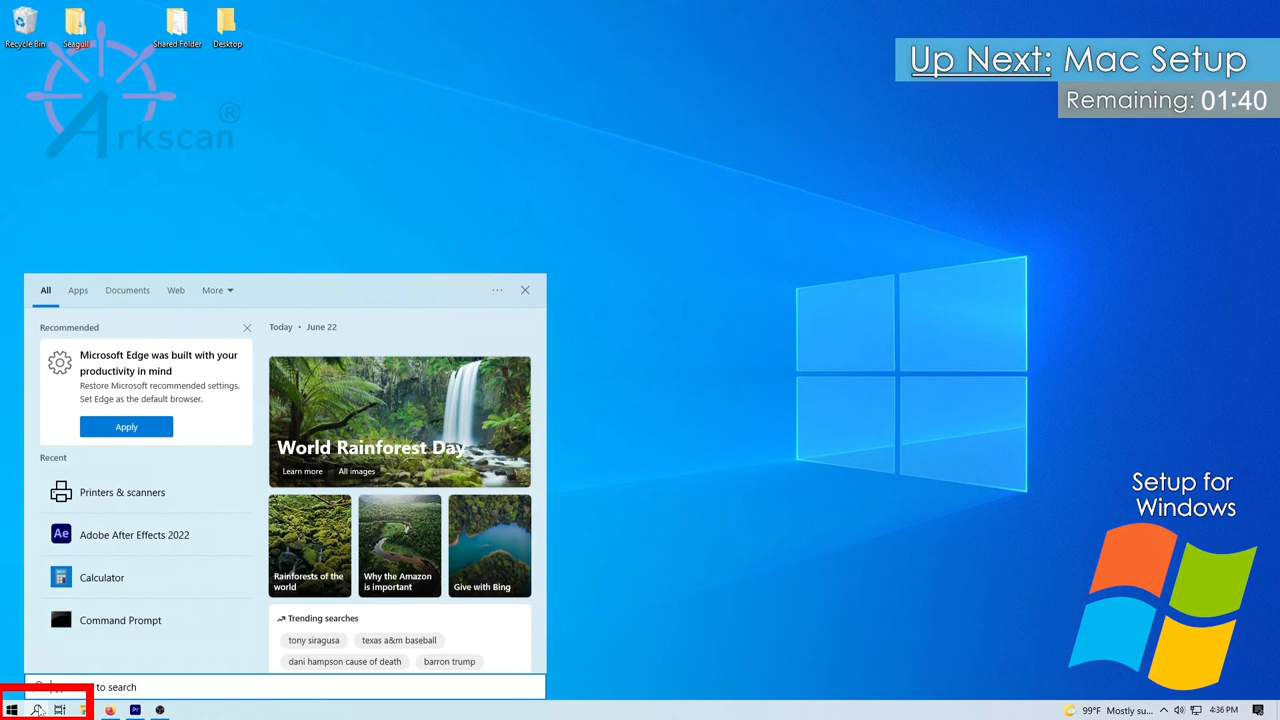 Recycle Bin
Seagull
Shared Folder
Desktop
Arkscan®
Up Next: Mac Setup
Remaining: 01:40
All
Apps
Documents
Web
More
Recommended
Microsoft Edge was built with your
productivity in mind
Restore Microsoft recommended settings.
Set Edge as the default browser.
Apply
Recent
Printers & scanners
Ae
Adobe After Effects 2022
Calculator
Command Prompt
Today • June 22
World Rainforest Day
Learn more
All images
Rainforests of the
world
Why the Amazon
is important
Give with Bing
Trending searches
tony siragusa
texas a&m baseball
dani hampson cause of death
barron trump
Setup for
Windows
to search
Pr
99°F Mostly su...
4:36 PM